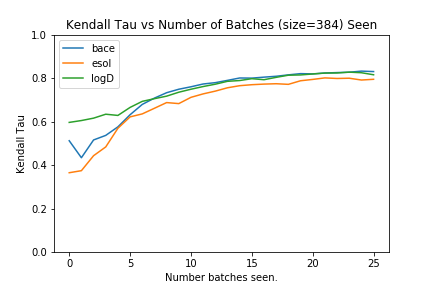 Kendall Tau vs Number of Batches (size=384) Seen
1.0
0.8
0.6
0.4
0.2
0.0
Kendall Tau
bace
esol
logD
0 5 10 15 20 25
Number batches seen.